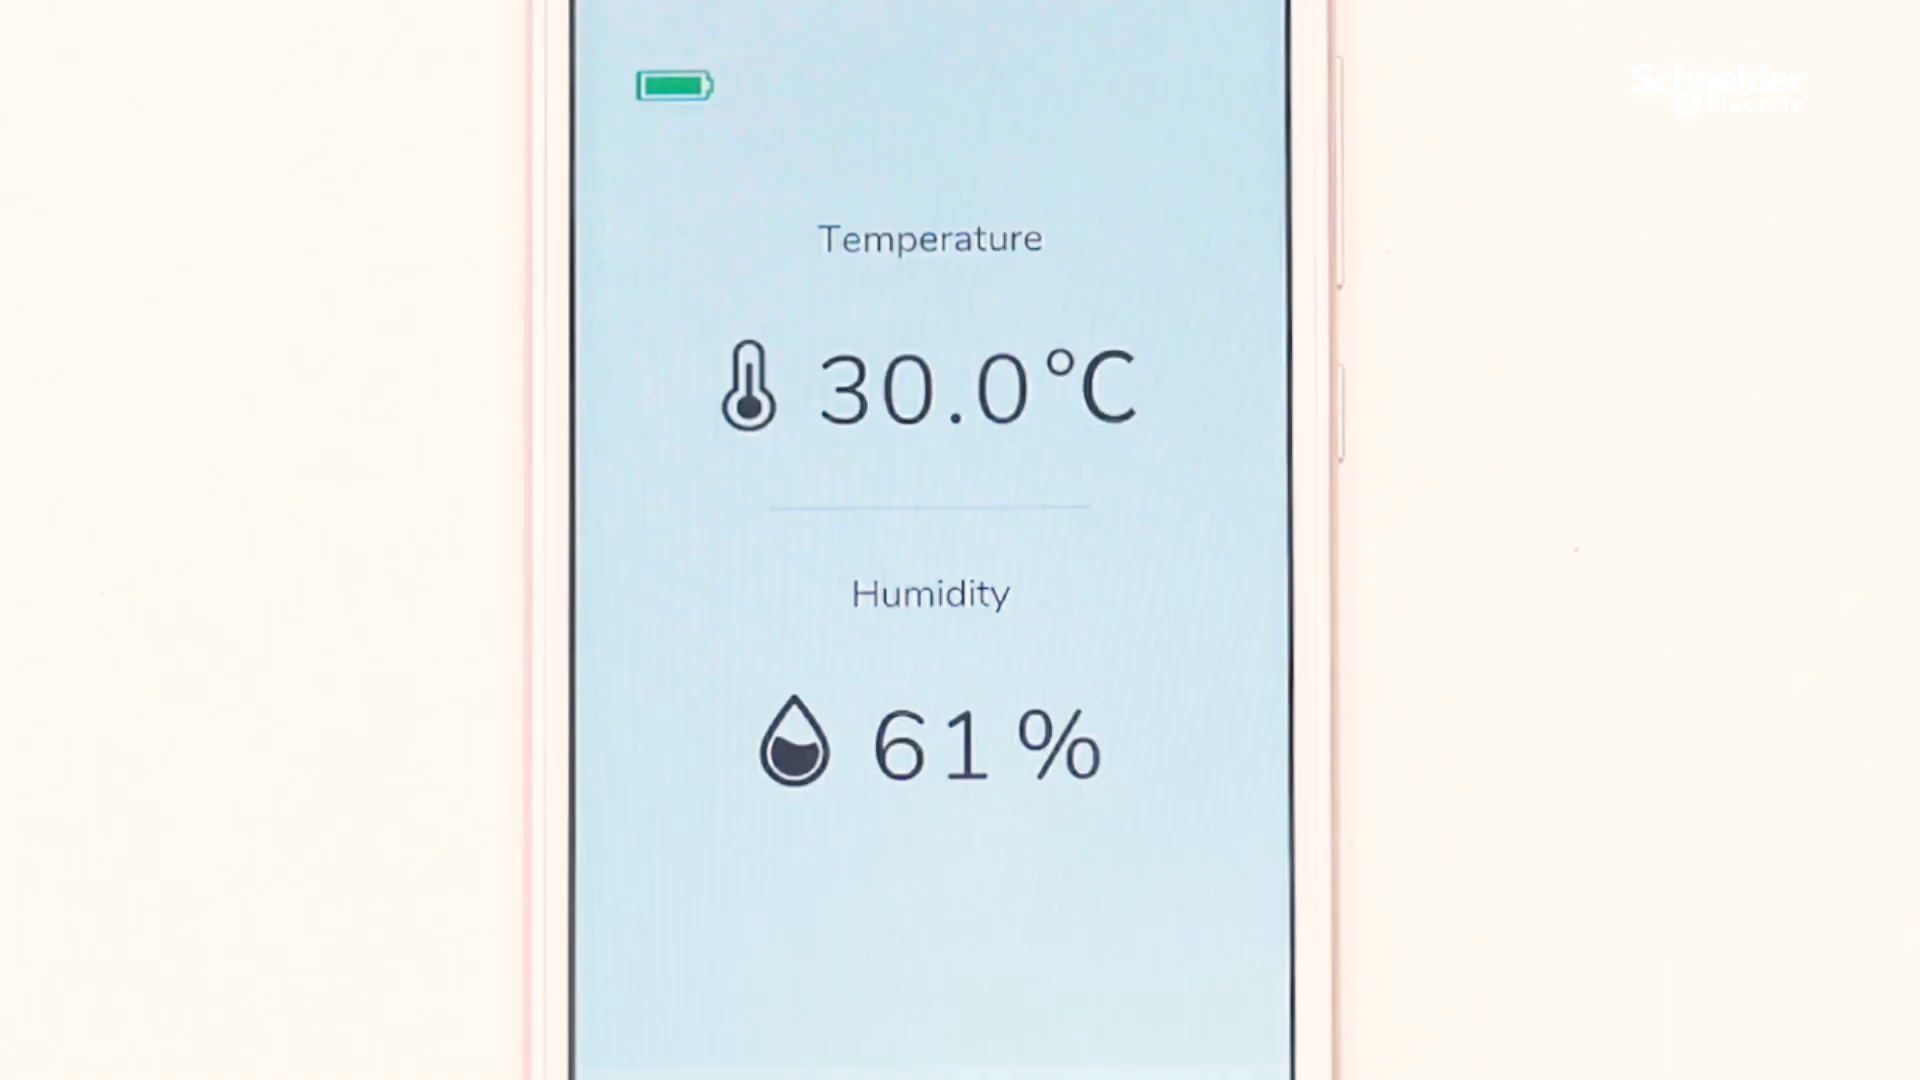 Schneider
Electric
Temperature
30.0°C
Humidity
61 %